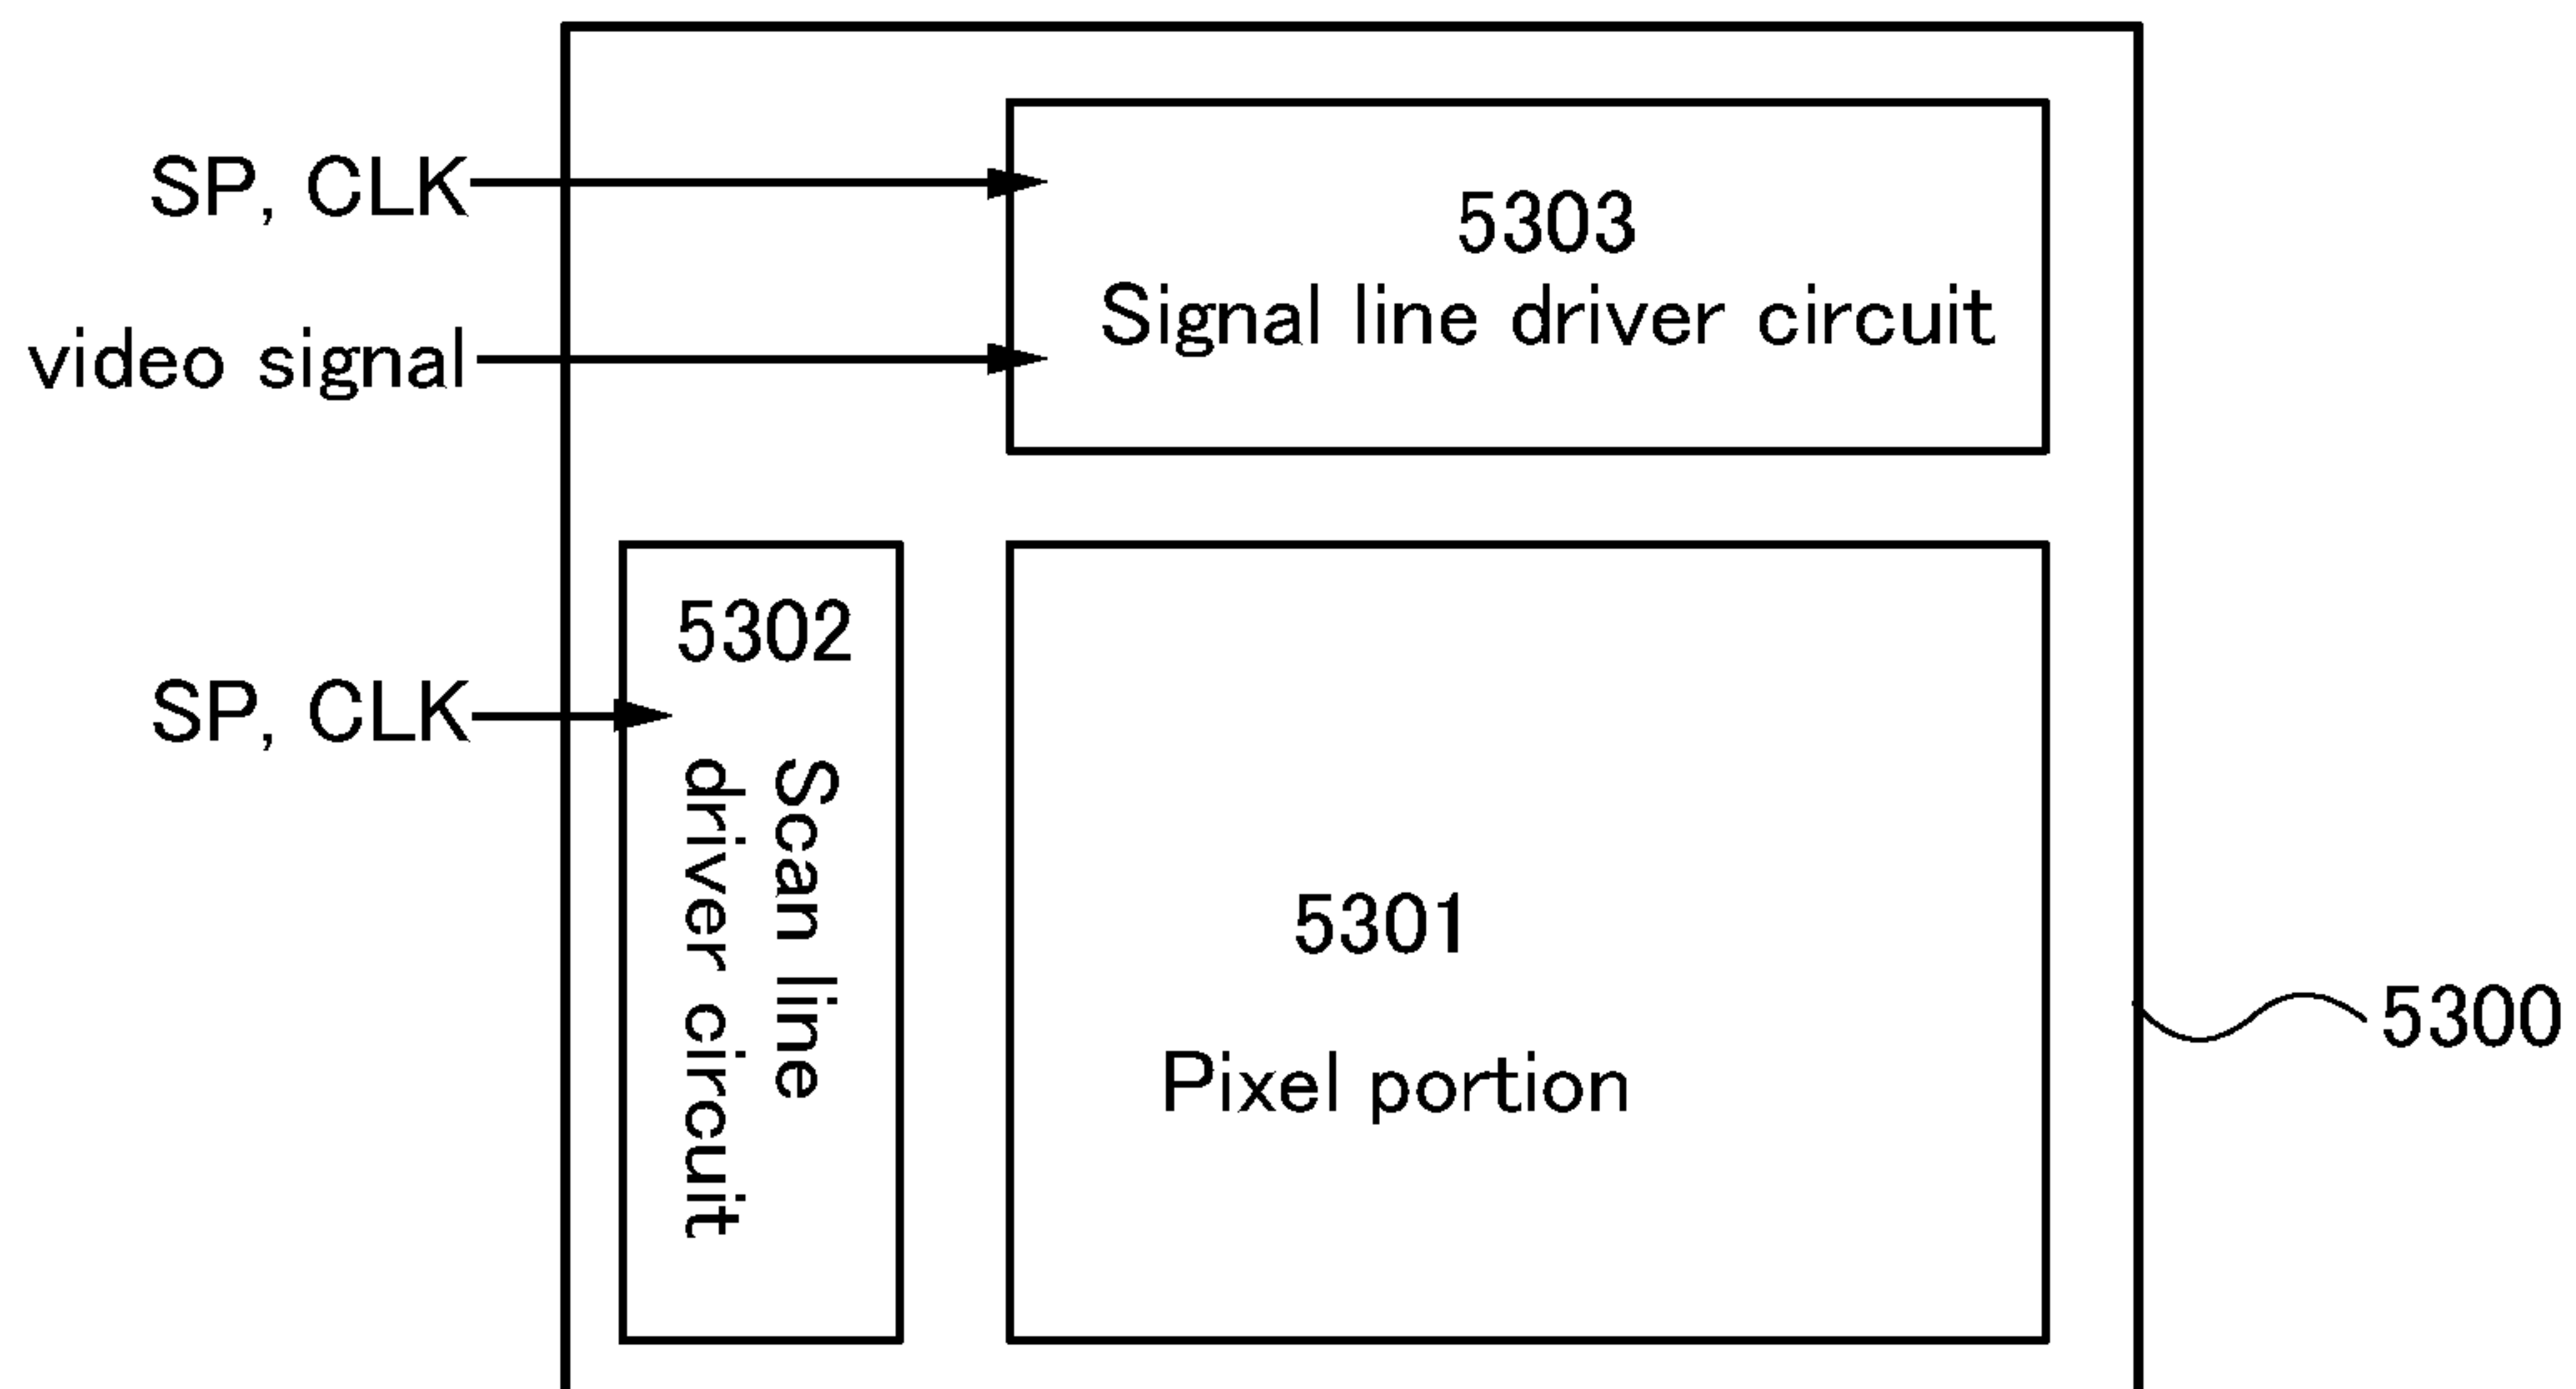 SP, CLK
5303
Signal line driver circuit
video signal
5302
SP, CLK
Scan line
driver circuit
5301
Pixel portion
5300